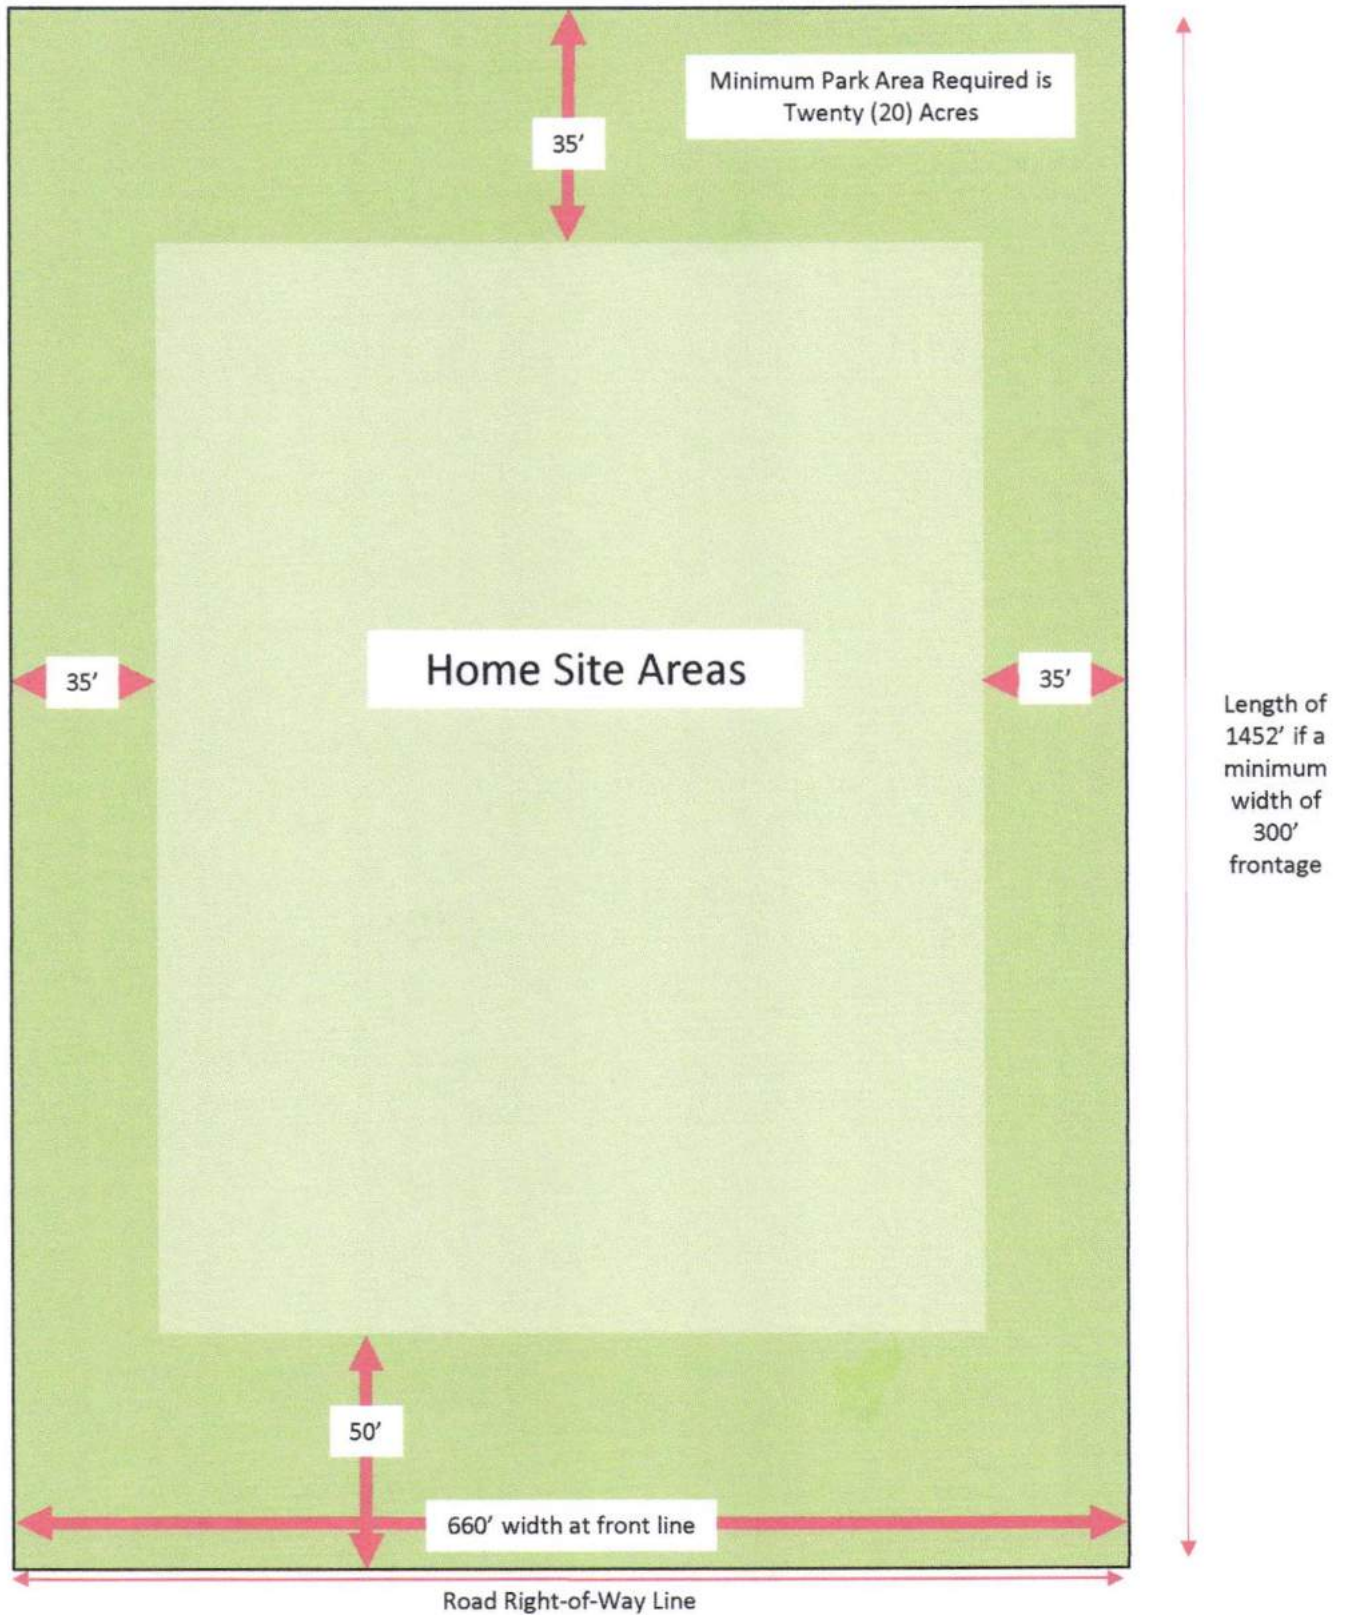 Minimum Park Area Required is
Twenty (20) Acres
35’
Home Site Areas
35’
35’
Length of
1452’ if a
minimum
width of
300’
frontage
50’
660’ width at front line
Road Right-of-Way Line